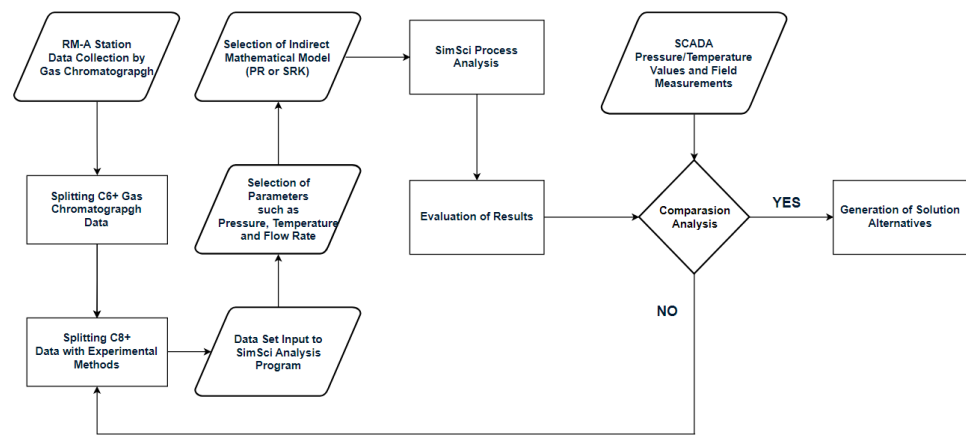 RM-A Station
Data Collection by
Gas Chromatograpgh
Splitting C6+ Gas
Chromatograpgh
Data
Splitting C8+
Data with Experimental
Methods
Data Set Input to
SimSci Analysis
Program
Selection of
Parameters
such as
Pressure, Temperature
and Flow Rate
Selection of Indirect
Mathematical Model
(PR or SRK)
SimSci Process
Analysis
Evaluation of Results
SCADA
Pressure/Temperature
Values and Field
Measurements
Comparasion
Analysis
YES
NO
Generation of Solution
Alternatives